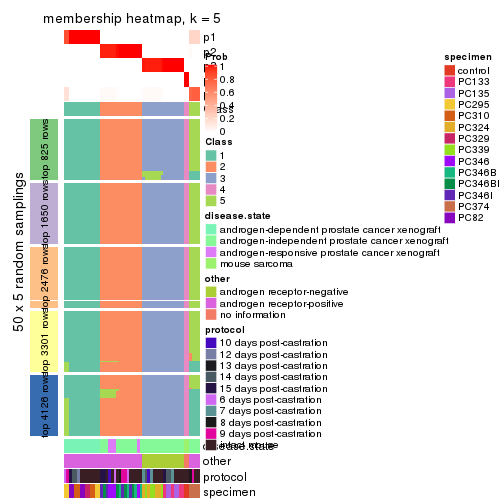 membership heatmap, k = 5
p1
p2
Prob
1
0.8
0.6
0.4
0.2
0
Class
1
2
3
4
5
disease.state
androgen-dependent prostate cancer xenograft
androgen-independent prostate cancer xenograft
androgen-responsive prostate cancer xenograft
mouse sarcoma
other
androgen receptor-negative
androgen receptor-positive
no information
protocol
10 days post-castration
12 days post-castration
13 days post-castration
14 days post-castration
15 days post-castration
6 days post-castration
7 days post-castration
8 days post-castration
9 days post-castration
specimen
control
PC133
PC135
PC295
PC310
PC324
PC329
PC339
PC346
PC346B
PC346BI
PC346I
PC374
PC82
50 x 5 random samplings
top 825 rows
top 1650 rows
top 2476 rows
top 3301 rows
top 4126 rows
disease.state
other
protocol
specimen